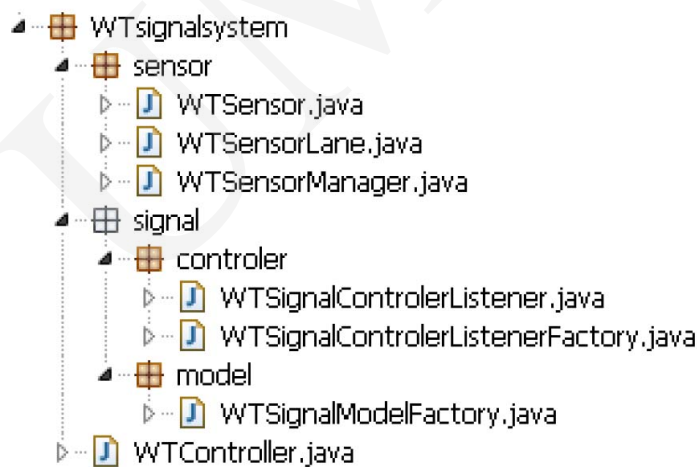 WTsignalsystem
sensor
WTSensor.java
WTSensorLane.java
WTSensorManager.java
signal
controler
WTSignalControlerListener.java
WTSignalControlerListenerFactory.java
model
WTSignalModelFactory.java
WTController.java